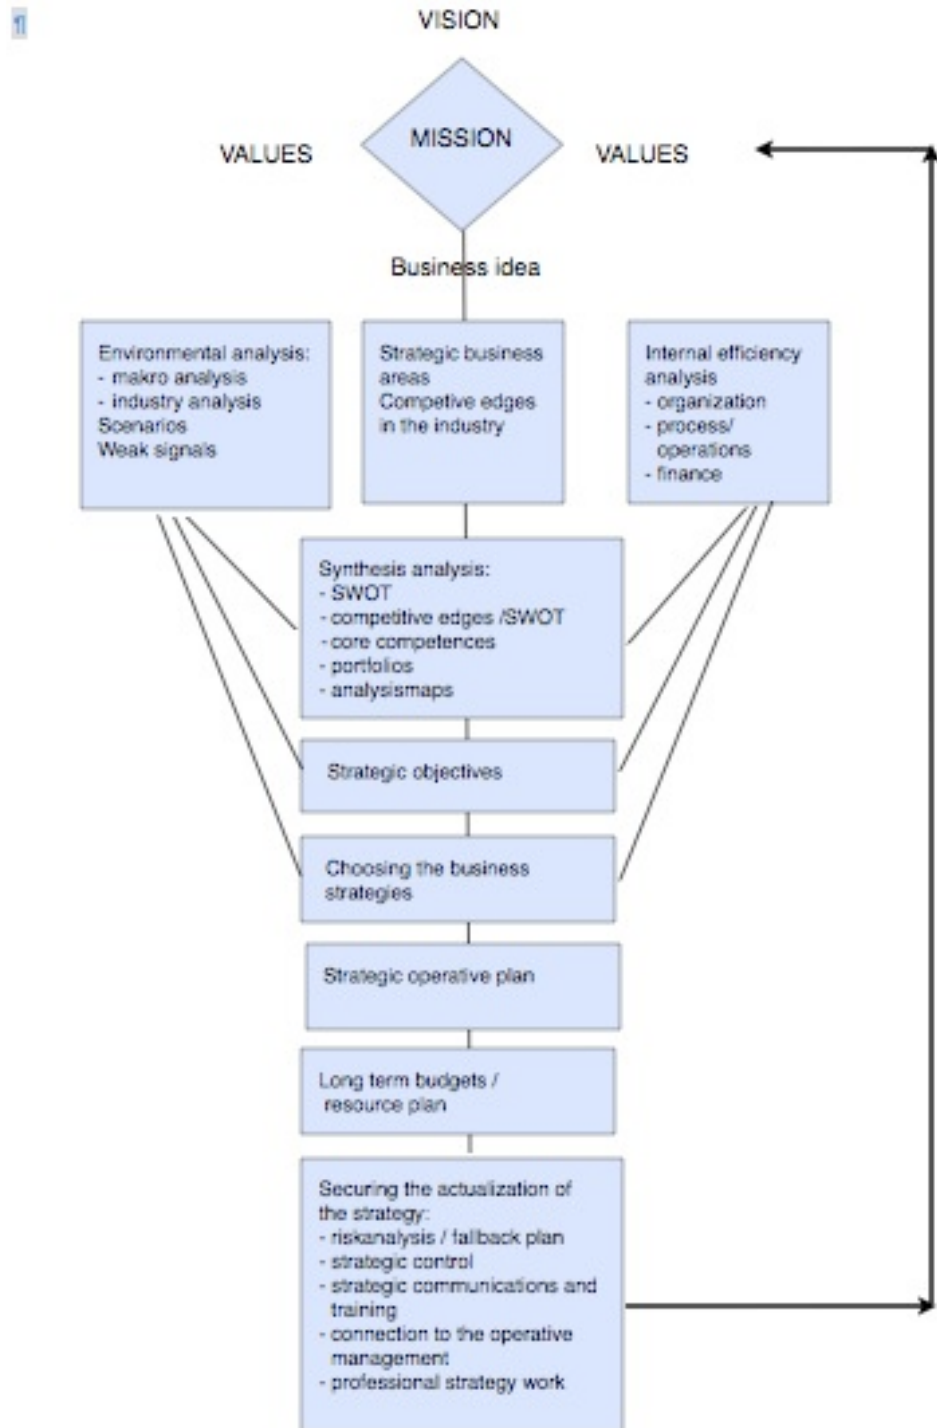 ¶
VISION
MISSION
VALUES
VALUES
Business idea
Environmental analysis:
- makro analysis
- industry analysis
Scenarios
Weak signals
Strategic business
areas
Competive edges
in the industry
Internal efficiency
analysis
- organization
- process/
operations
- finance
Synthesis analysis:
- SWOT
- competitive edges /SWOT
- core competences
- portfolios
- analysismaps
Strategic objectives
Choosing the business
strategies
Strategic operative plan
Long term budgets /
resource plan
Securing the actualization of
the strategy:
- riskanalysis / fallback plan
- strategic control
- strategic communications and
training
- connection to the operative
management
- professional strategy work